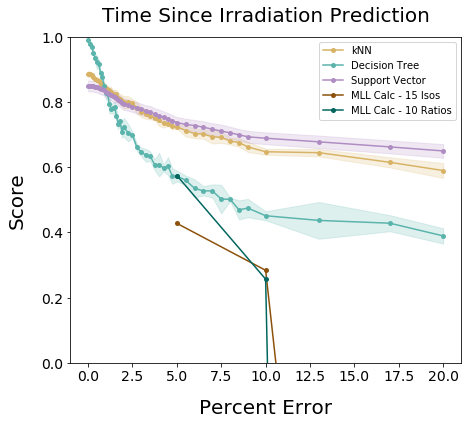 Time Since Irradiation Prediction
kNN
Decision Tree
Support Vector
MLL Calc - 15 Isos
MLL Calc - 10 Ratios
1.0
0.8
0.6
0.4
0.2
0.0
Score
0.0 2.5 5.0 7.5 10.0 12.5 15.0 17.5 20.0
Percent Error